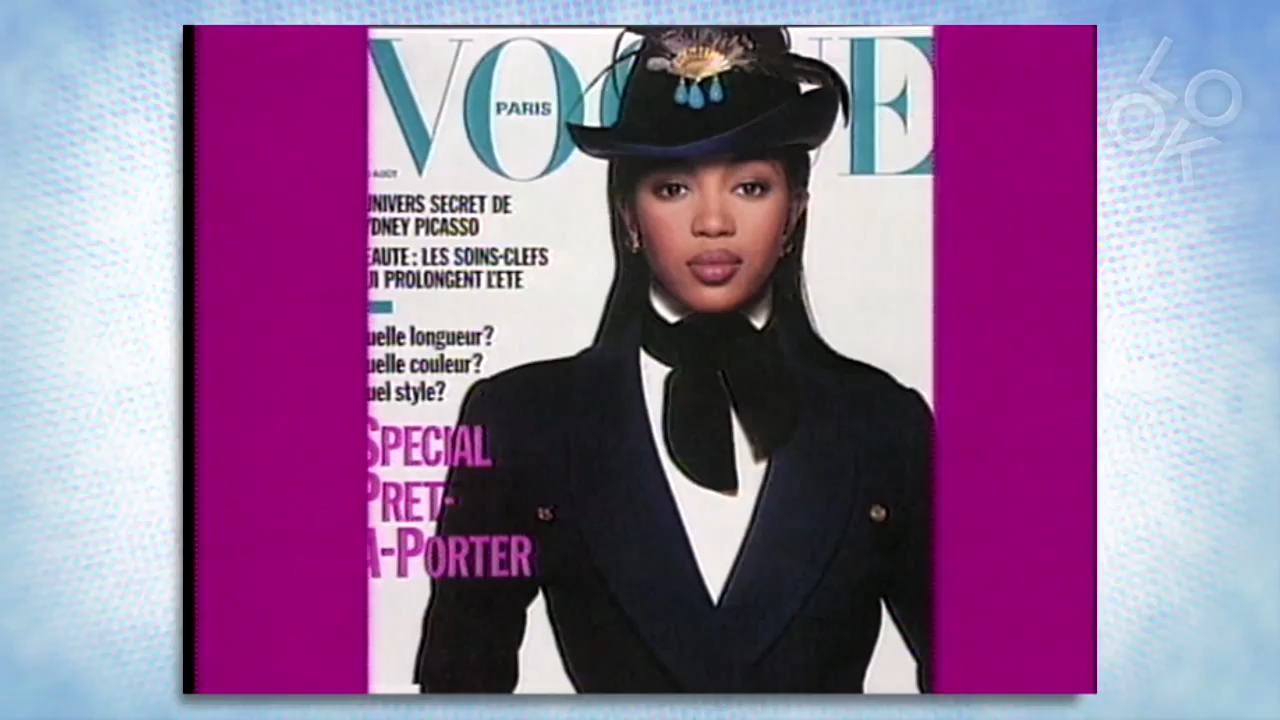 VOGUE
PARIS
AOUT
UNIVERS SECRET DE
YDNEY PICASSO
EAUTE : LES SOINS-CLEFS
UI PROLONGENT L'ETE
uelle longueur?
uelle couleur?
uel style?
SPECIAL
PRET-
A-PORTER
LOOK